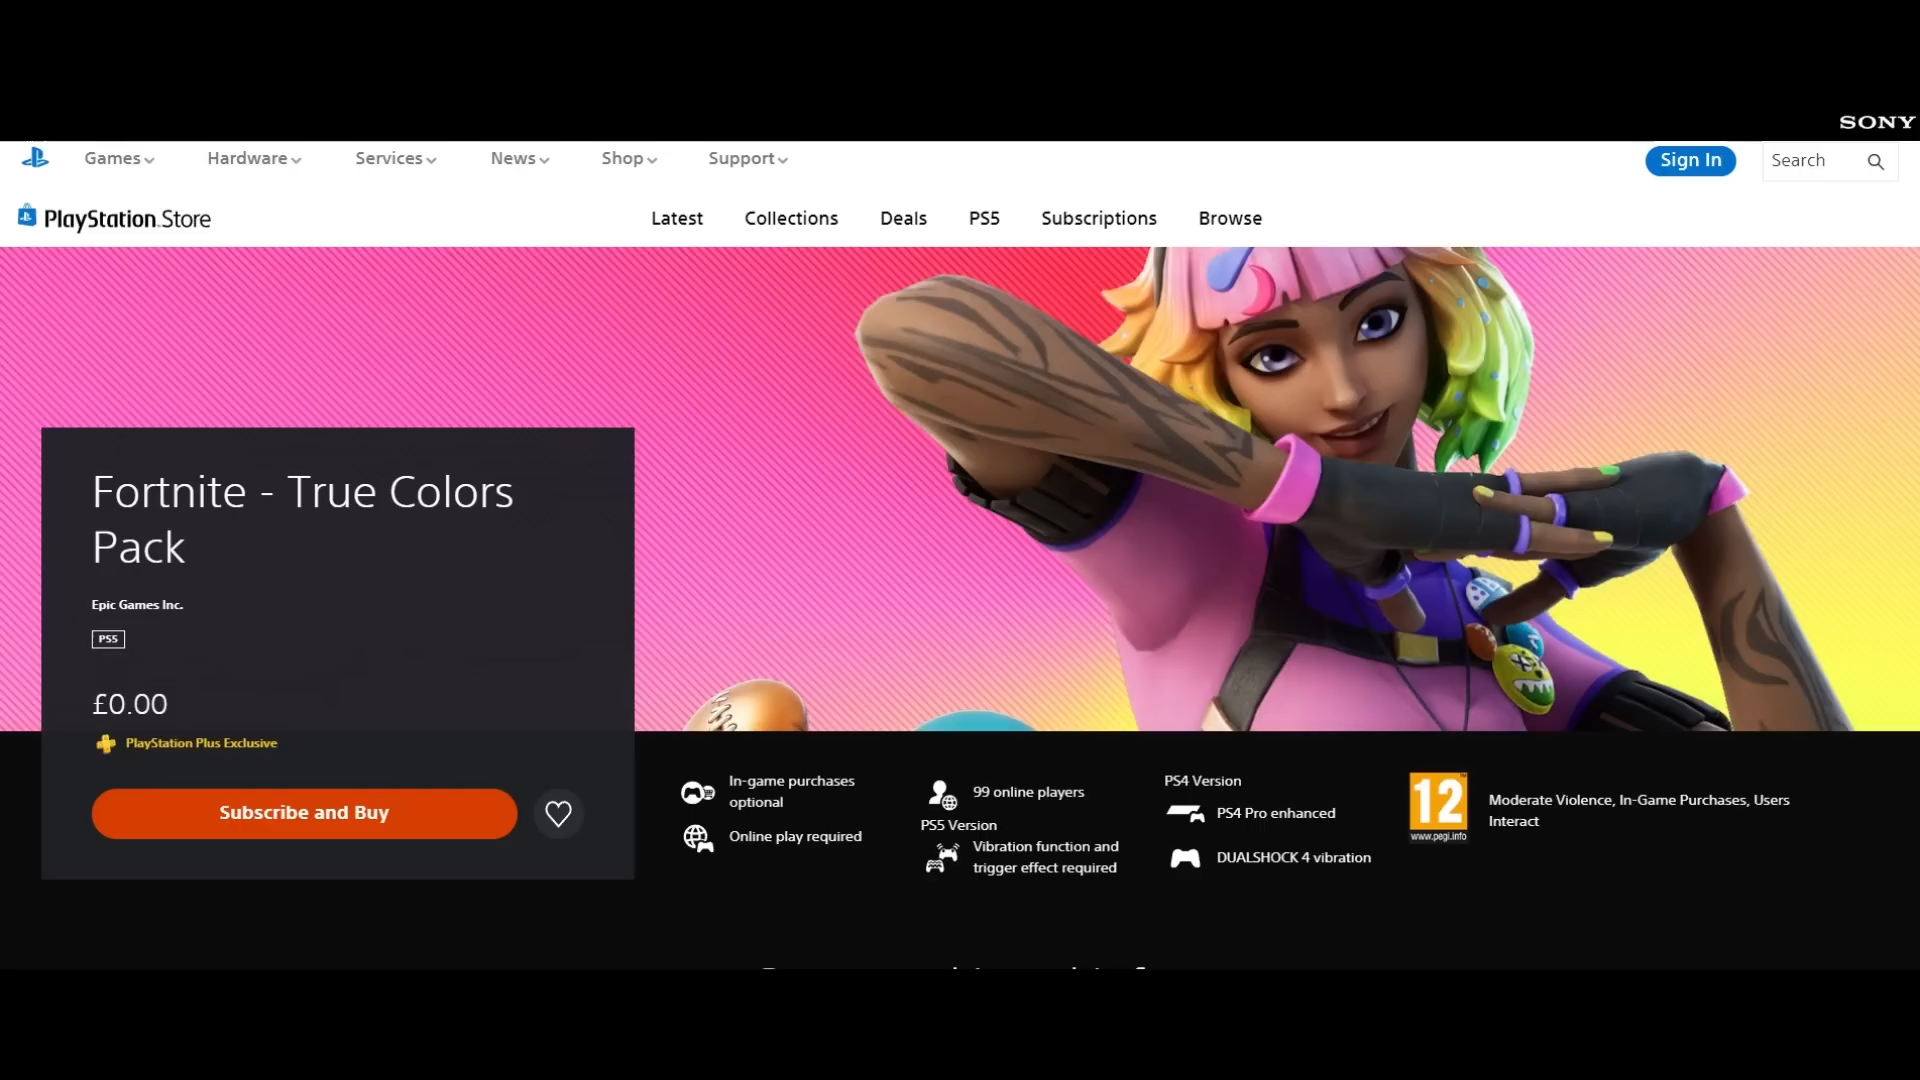 SONY
Games
Hardware
Services
News
Shop
Support
Sign In
Search
PlayStation Store
Latest
Collections
Deals
PS5
Subscriptions
Browse
Fortnite - True Colors
Pack
Epic Games Inc.
PS5
£0.00
PlayStation Plus Exclusive
Subscribe and Buy
In-game purchases
optional
Online play required
99 online players
PS5 Version
Vibration function and
trigger effect required
PS4 Version
PS4 Pro enhanced
DUALSHOCK 4 vibration
12
www.pegi.info
Moderate Violence, In-Game Purchases, Users
Interact